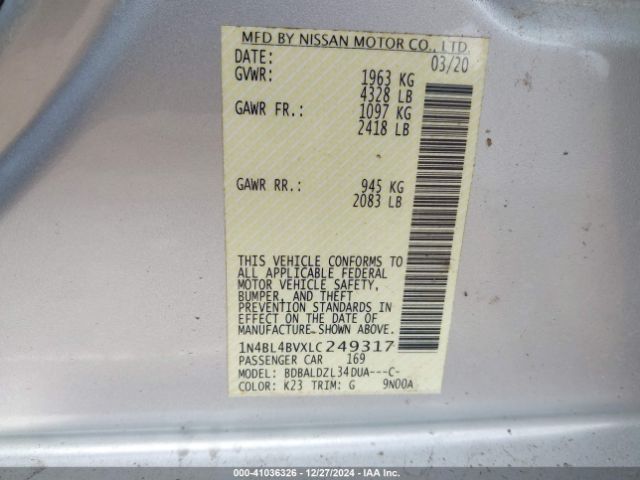 MFD BY NISSAN MOTOR CO., LTD.
DATE: 03/20
GVWR: 1963 KG
4328 LB
GAWR FR.: 1097 KG
2418 LB
GAWR RR.: 945 KG
2083 LB
THIS VEHICLE CONFORMS TO
ALL APPLICABLE FEDERAL
MOTOR VEHICLE SAFETY,
BUMPER, AND THEFT
PREVENTION STANDARDS IN
EFFECT ON THE DATE OF
MANUFACTURE SHOWN ABOVE.
1N4BL4BVXLC249317
PASSENGER CAR 169
MODEL: BDBALDZL34DUA---C-
COLOR: K23 TRIM: G 9N00A
000-41036326 - 12/27/2024 - IAA Inc.